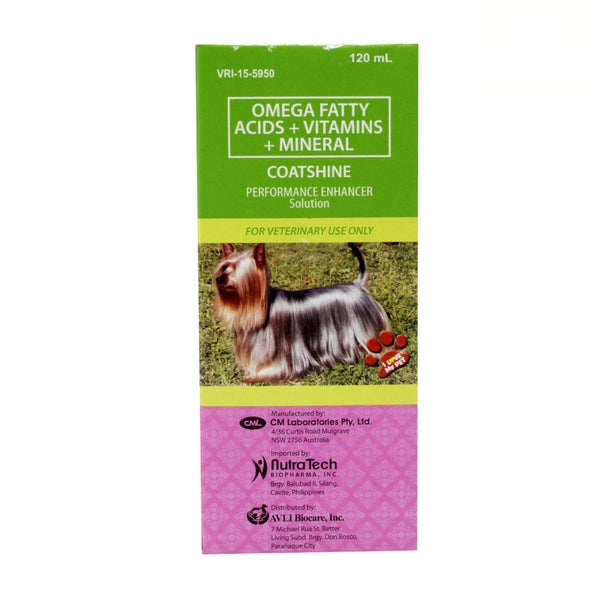 120 mL
VRI-15-5950
OMEGA FATTY
ACIDS + VITAMINS
+ MINERAL
COATSHINE
PERFORMANCE ENHANCER
Solution
FOR VETERINARY USE ONLY
I LOVE
My PET
Manufactured by:
CML CM Laboratories Pty, Ltd.
4/36 Curtis Road Mulgrave
NSW 2756 Australia
Imported by:
NutraTech
BIOPHARMA, INC.
Brgy. Balubad II, Silang,
Cavite, Philippines
Distributed by:
AVLI Biocare, Inc.
7 Michael Rua St. Better
Living Subd. Brgy. Don Bosco,
Parañaque City